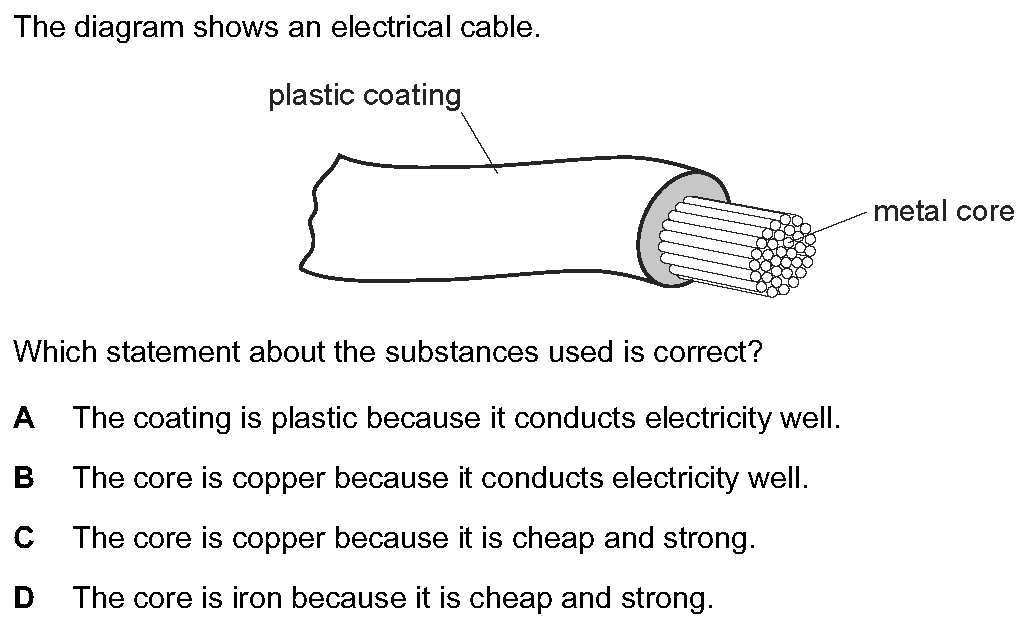 The diagram shows an electrical cable.
plastic coating
metal core
Which statement about the substances used is correct?
A The coating is plastic because it conducts electricity well.
B The core is copper because it conducts electricity well.
C The core is copper because it is cheap and strong.
D The core is iron because it is cheap and strong.